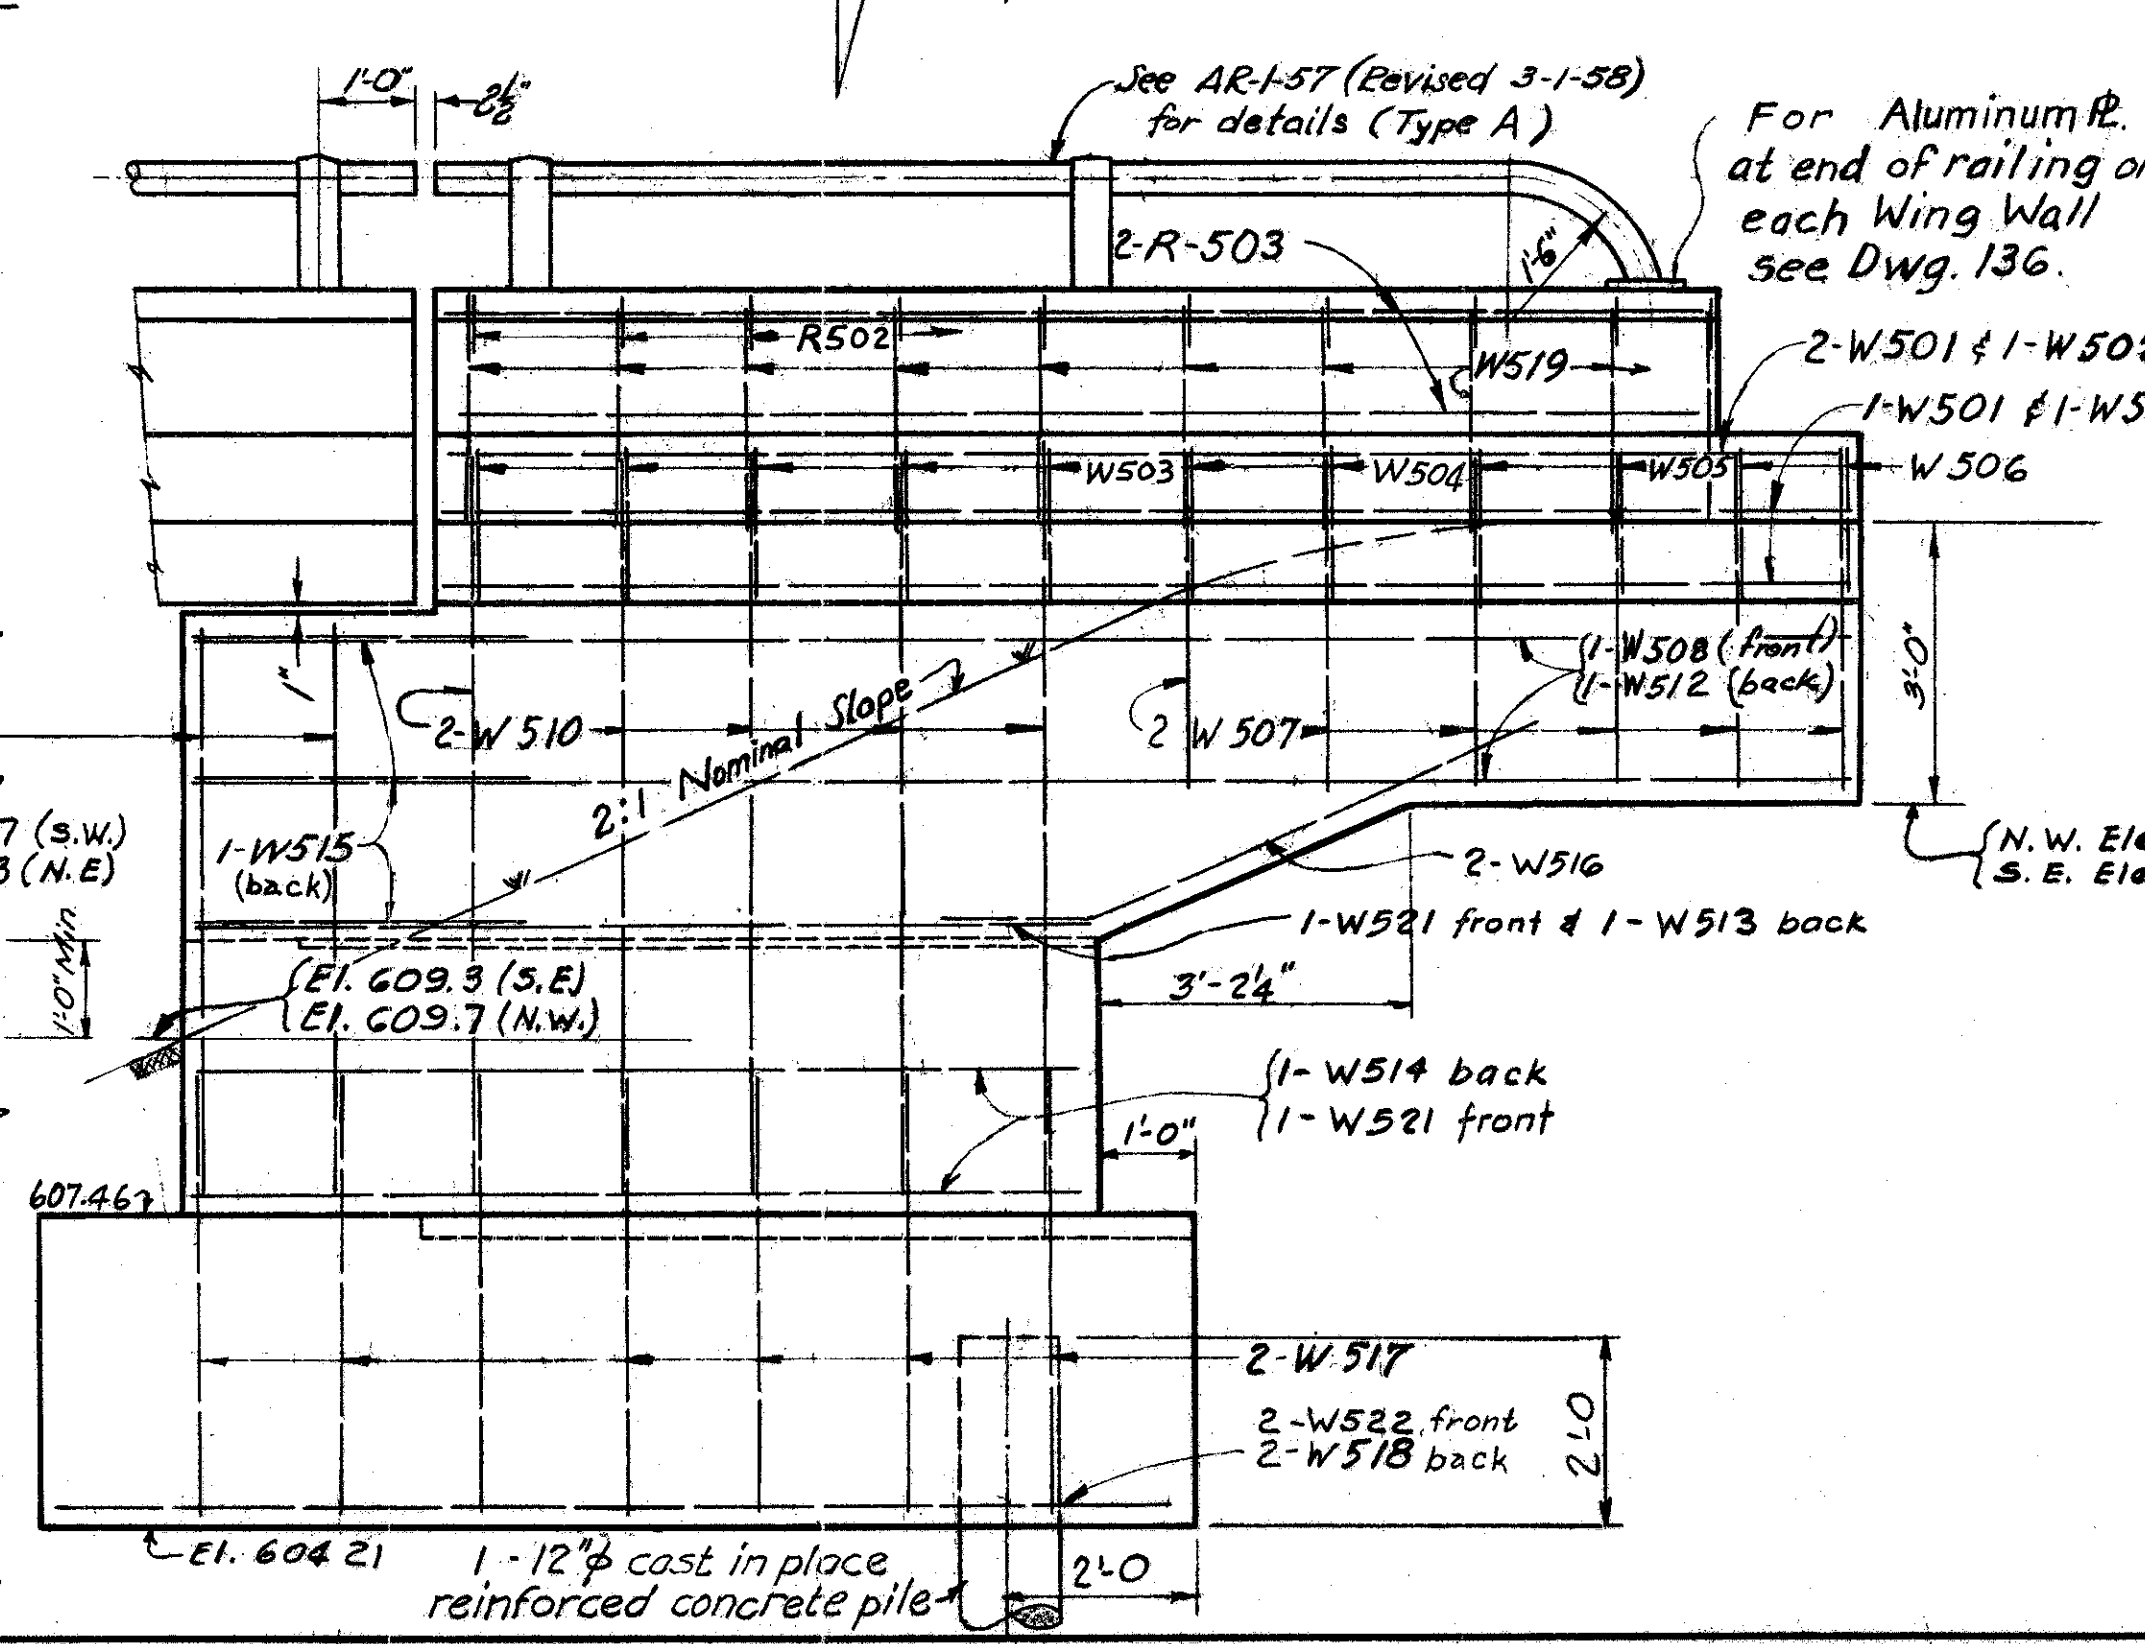 1'-0"
2½"
See AR-1-57 (Revised 3-1-58)
for details (Type A)
For Aluminum ℄.
at end of railing
each Wing Wall
see Dwg. 136.
2-R-503
1'-6"
R502
W519
2-W501 & 1-W50
1-W501 & 1-W5
W503
W504
W505
W506
1-W508 (front)
1-W512 (back)
3'-0"
1"
2-W510
2:1 Nominal Slope
2 W507
7 (S.W.)
3 (N.E)
1-W515
(back)
2-W516
N.W. Ele
S.E. Ele
1-W521 front & 1-W513 back
1'-0" Min
El. 609.3 (S.E)
El. 609.7 (N.W.)
3'-2¼"
1-W514 back
1-W521 front
1'-0"
607.46
2-W517
2-W522 front
2-W518 back
2'-0
El. 604 21
1-12"ϕ cast in place
reinforced concrete pile
2'-0